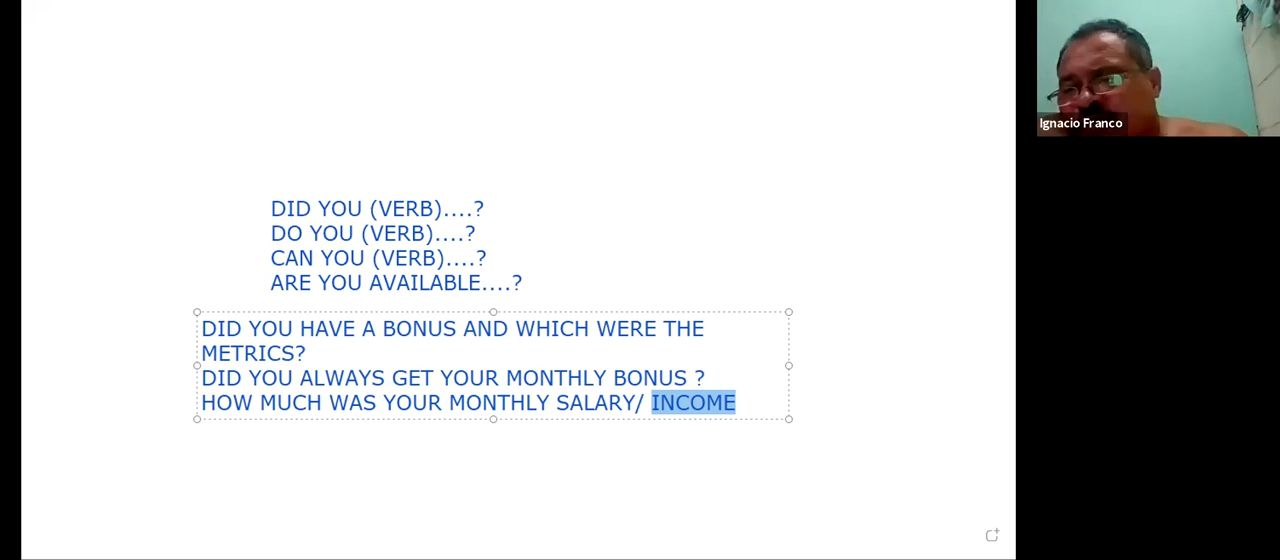 DID YOU (VERB)....?
DO YOU (VERB)....?
CAN YOU (VERB)....?
ARE YOU AVAILABLE....?
DID YOU HAVE A BONUS AND WHICH WERE THE
METRICS?
DID YOU ALWAYS GET YOUR MONTHLY BONUS ?
HOW MUCH WAS YOUR MONTHLY SALARY/ INCOME
Ignacio Franco